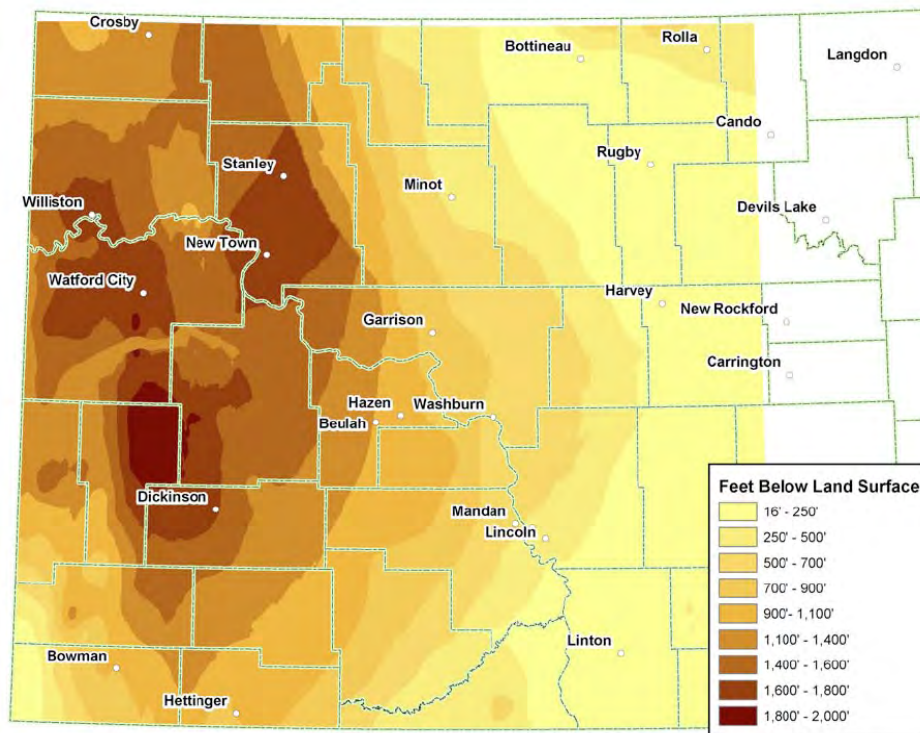 Crosby
Bottineau
Rolla
Langdon
Cando
Stanley
Rugby
Minot
Williston
Devils Lake
New Town
Watford City
Harvey
New Rockford
Garrison
Carrington
Hazen
Washburn
Beulah
Dickinson
Mandan
Lincoln
Linton
Bowman
Hettinger
Feet Below Land Surface
16' - 250'
250' - 500'
500' - 700'
700' - 900'
900'- 1,100'
1,100' - 1,400'
1,400' - 1,600'
1,600' - 1,800'
1,800' - 2,000'